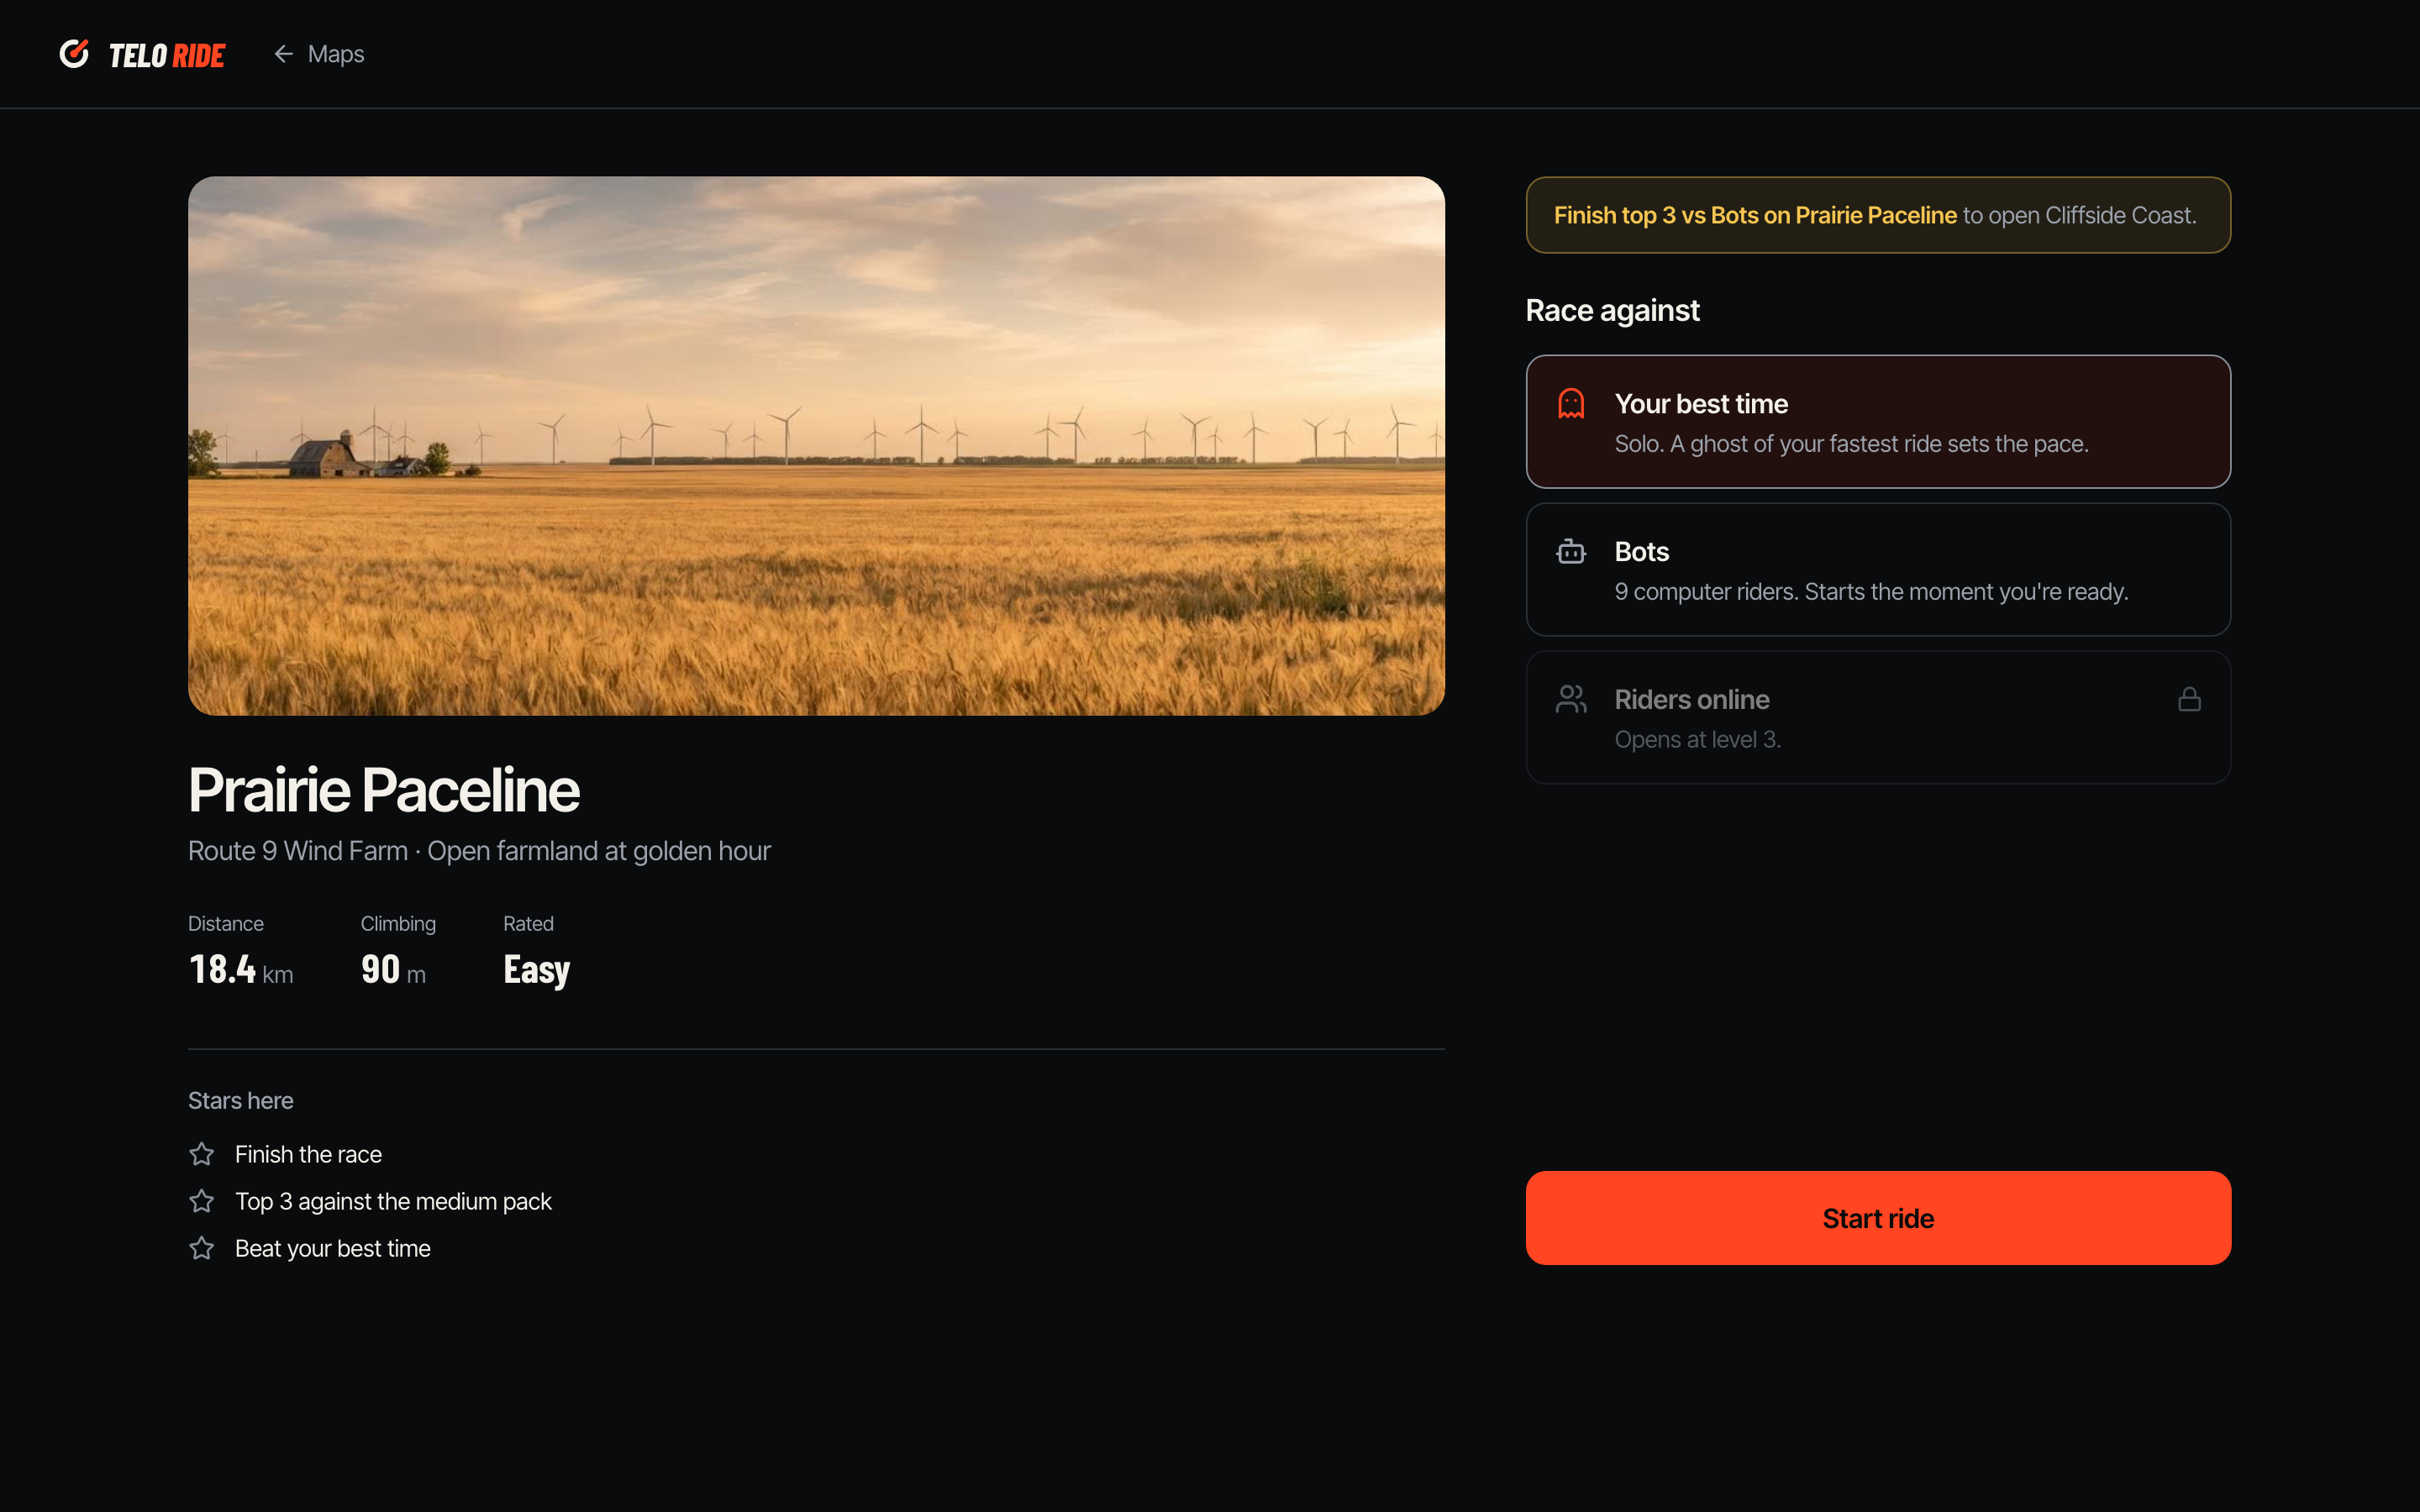 TELO RIDE
Maps
Finish top 3 vs Bots on Prairie Paceline to open Cliffside Coast.
Race against
Your best time
Solo. A ghost of your fastest ride sets the pace.
Bots
9 computer riders. Starts the moment you're ready.
Riders online
Opens at level 3.
Prairie Paceline
Route 9 Wind Farm · Open farmland at golden hour
Distance Climbing Rated
18.4 km 90 m Easy
Stars here
Finish the race
Top 3 against the medium pack
Beat your best time
Start ride